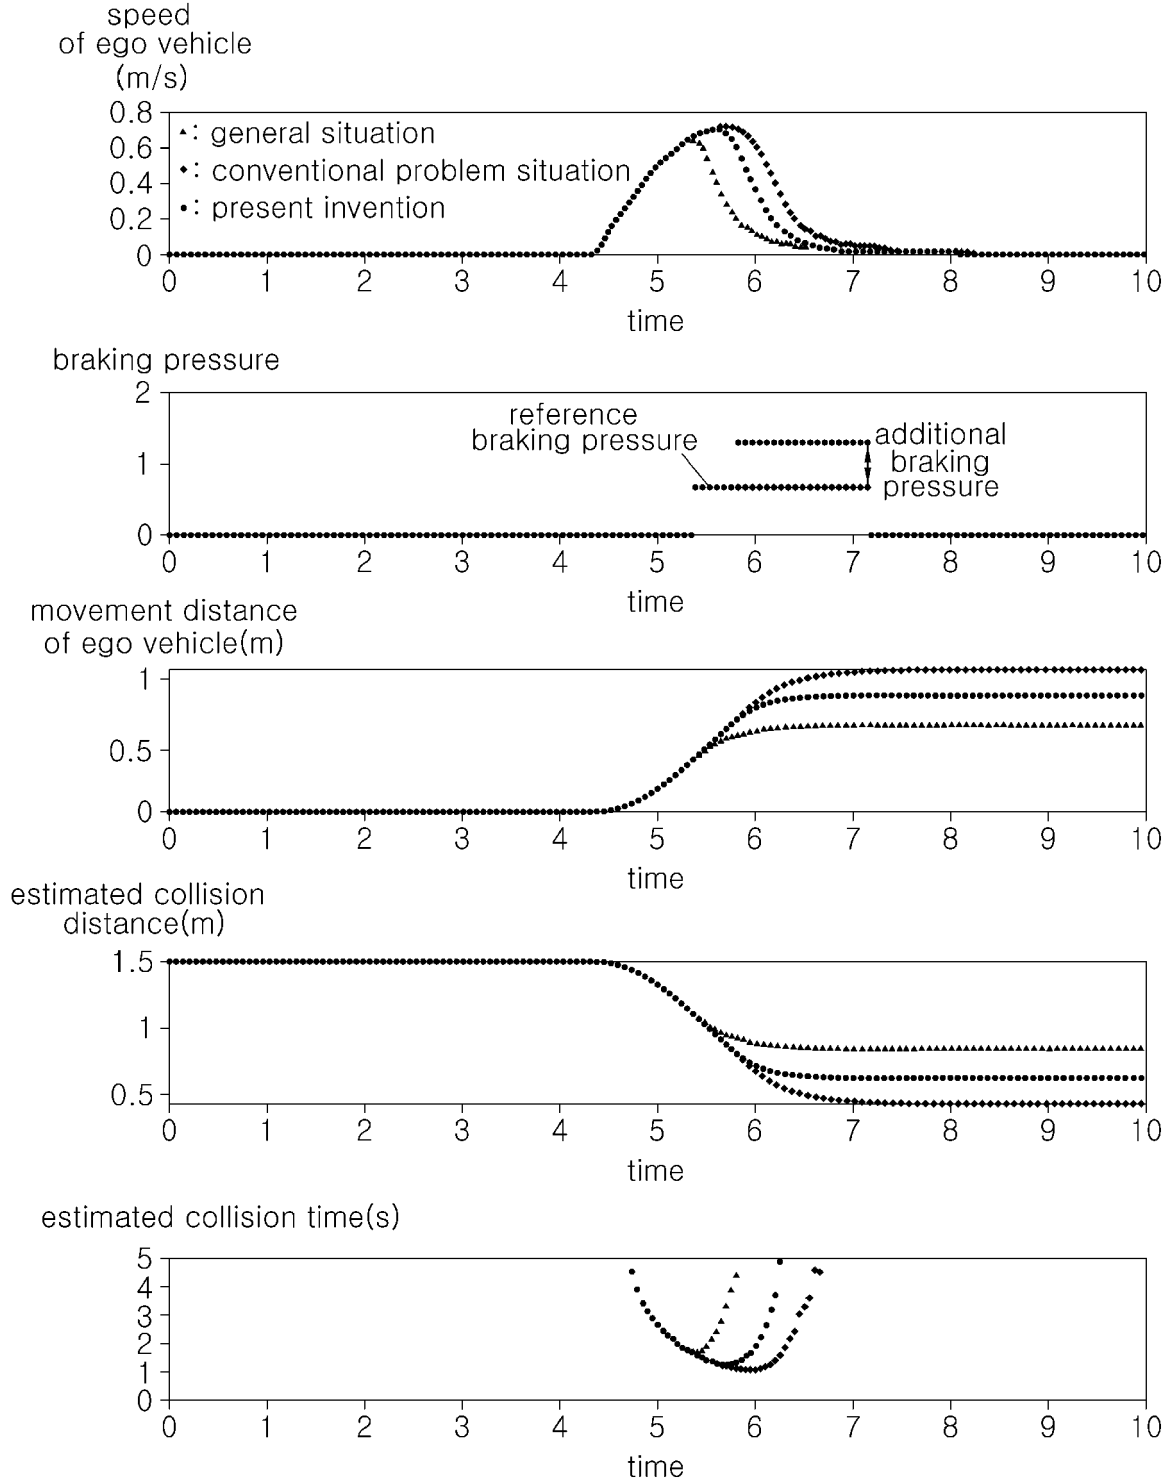 speed
of ego vehicle
(m/s)
0.8
0.6
0.4
0.2
0
▲: general situation
◆: conventional problem situation
●: present invention
0 1 2 3 4 5 6 7 8 9 10
time
braking pressure
2
1
0
reference
braking pressure
additional
braking
pressure
0 1 2 3 4 5 6 7 8 9 10
time
movement distance
of ego vehicle(m)
1
0.5
0
0 1 2 3 4 5 6 7 8 9 10
time
estimated collision
distance(m)
1.5
1
0.5
0 1 2 3 4 5 6 7 8 9 10
time
estimated collision time(s)
5
4
3
2
1
0
0 1 2 3 4 5 6 7 8 9 10
time